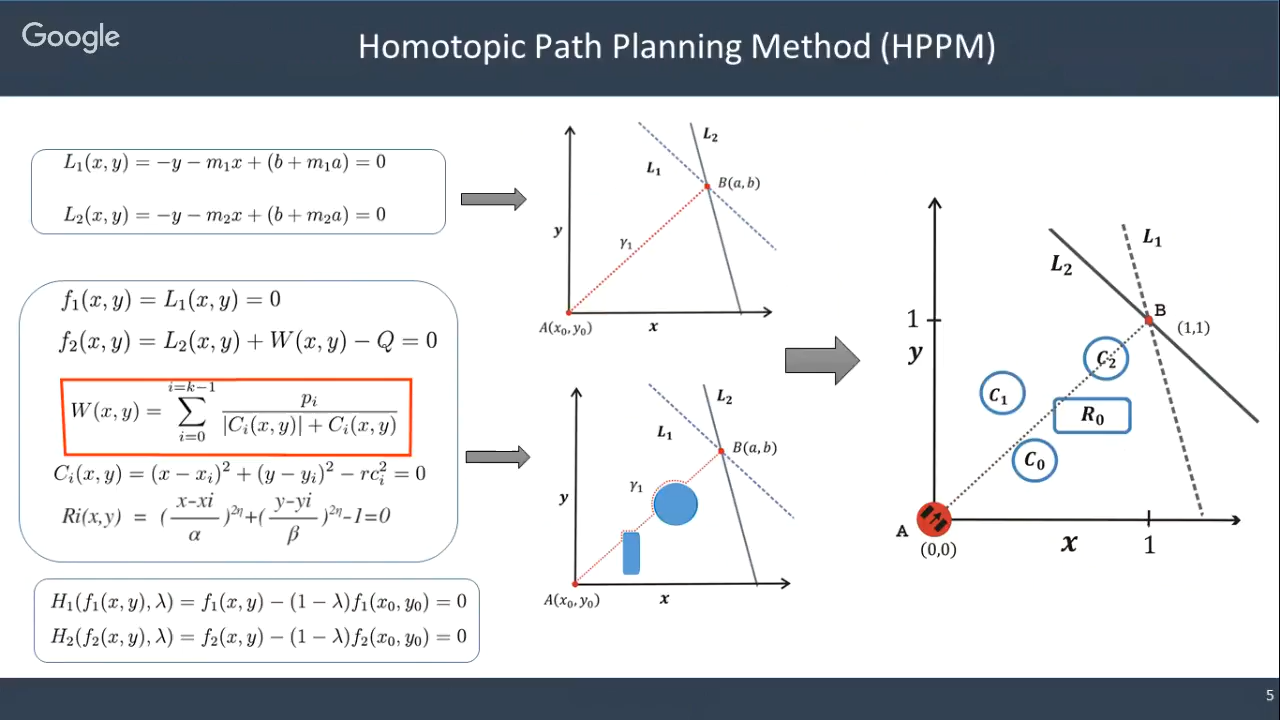 Google
Homotopic Path Planning Method (HPPM)
L₁(x, y) = −y − m₁x + (b + m₁a) = 0
L₂(x, y) = −y − m₂x + (b + m₂a) = 0
f₁(x, y) = L₁(x, y) = 0
f₂(x, y) = L₂(x, y) + W(x, y) − Q = 0
W(x, y) = ∑_{i=0}^{i=k−1} pᵢ / (|Cᵢ(x, y)| + Cᵢ(x, y))
Cᵢ(x, y) = (x − xᵢ)² + (y − yᵢ)² − rcᵢ² = 0
Ri(x,y) = ((x−xi)/α)^{2η}+((y−yi)/β)^{2η}−1=0
H₁(f₁(x, y), λ) = f₁(x, y) − (1 − λ)f₁(x₀, y₀) = 0
H₂(f₂(x, y), λ) = f₂(x, y) − (1 − λ)f₂(x₀, y₀) = 0
L₂
L₁
B(a, b)
y
γ₁
A(x₀, y₀)
x
L₂
L₁
B(a, b)
γ₁
y
A(x₀, y₀)
x
L₁
L₂
B
1
(1,1)
y
C₂
C₁
R₀
C₀
A
(0,0)
x
1
5